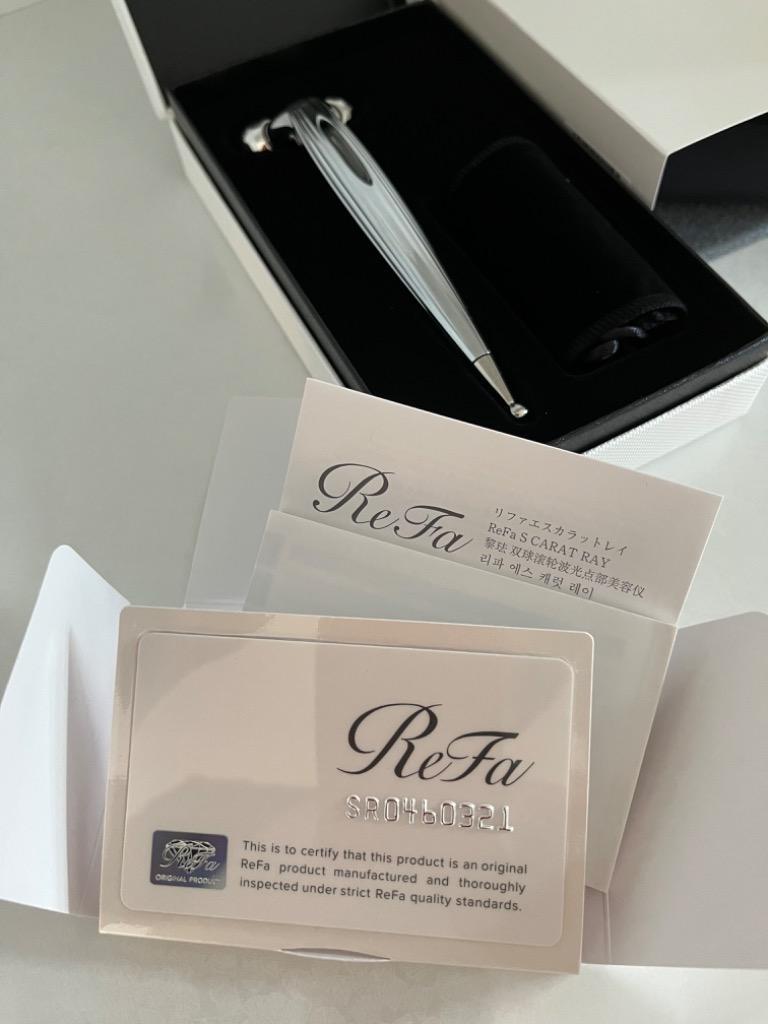 ReFa
リファエスカラットレイ
ReFa S CARAT RAY
黎珐 双球滚轮波光点部美容仪
리파 에스 캐럿 레이
ReFa
SR0460321
ReFa
ORIGINAL PRODUCT
This is to certify that this product is an original
ReFa product manufactured and thoroughly
inspected under strict ReFa quality standards.